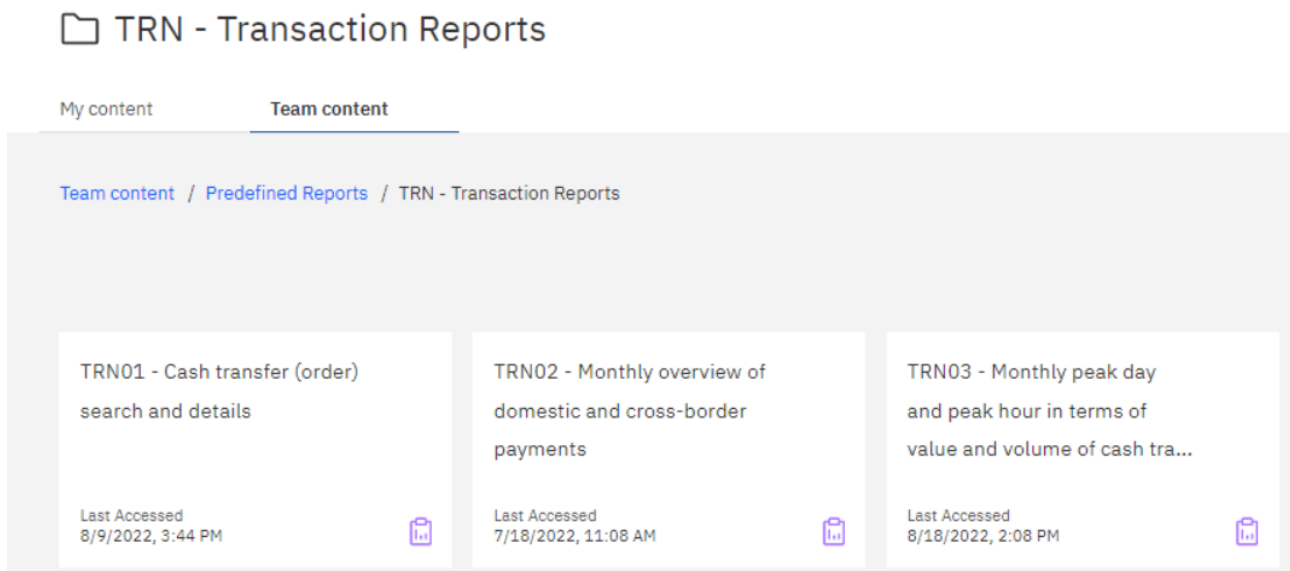 TRN - Transaction Reports
My content
Team content
Team content / Predefined Reports / TRN - Transaction Reports
TRN01 - Cash transfer (order)
search and details
Last Accessed
8/9/2022, 3:44 PM
TRN02 - Monthly overview of
domestic and cross-border
payments
Last Accessed
7/18/2022, 11:08 AM
TRN03 - Monthly peak day
and peak hour in terms of
value and volume of cash tra...
Last Accessed
8/18/2022, 2:08 PM